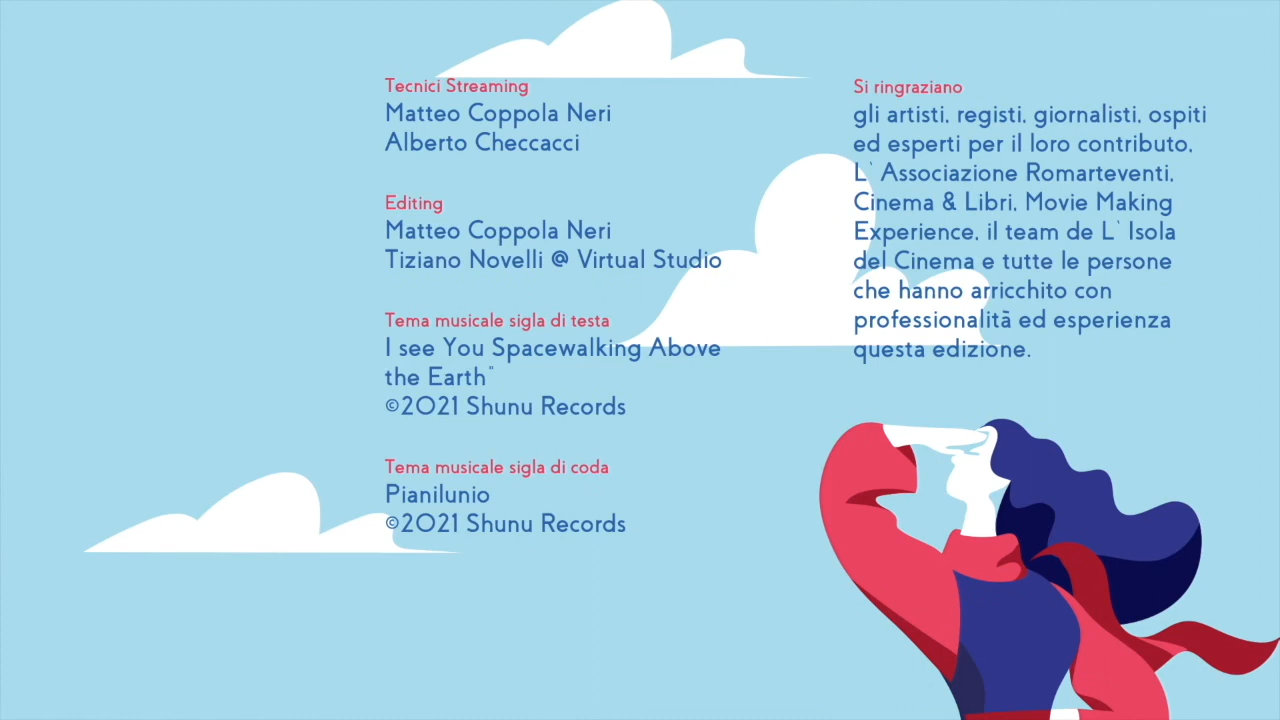 Tecnici Streaming
Matteo Coppola Neri
Alberto Checcacci
Editing
Matteo Coppola Neri
Tiziano Novelli @ Virtual Studio
Tema musicale sigla di testa
I see You Spacewalking Above
the Earth"
©2021 Shunu Records
Tema musicale sigla di coda
Pianilunio
©2021 Shunu Records
Si ringraziano
gli artisti, registi, giornalisti, ospiti
ed esperti per il loro contributo,
L` Associazione Romarteventi,
Cinema & Libri, Movie Making
Experience, il team de L` Isola
del Cinema e tutte le persone
che hanno arricchito con
professionalitã ed esperienza
questa edizione.